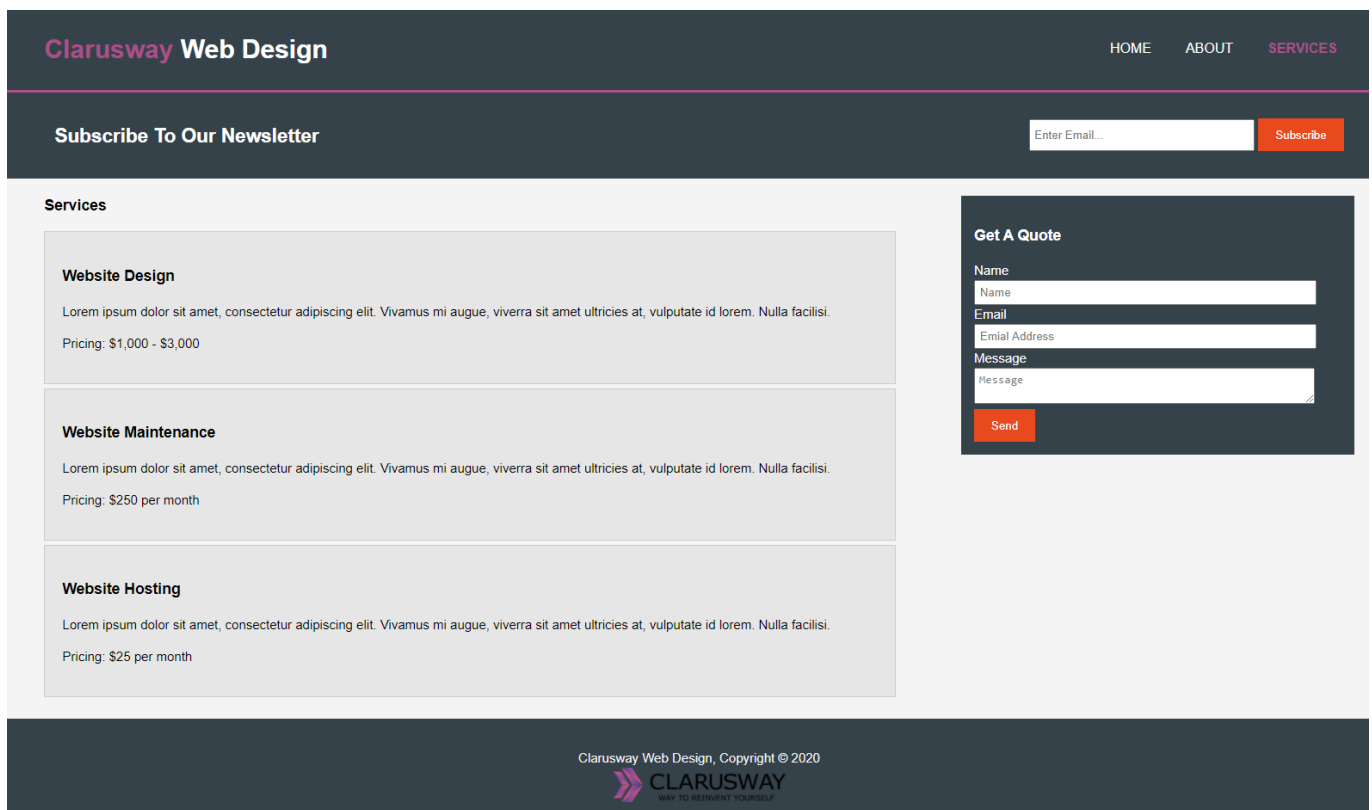 Clarusway Web Design
HOME ABOUT SERVICES
Subscribe To Our Newsletter
Enter Email... Subscribe
Services
Website Design
Lorem ipsum dolor sit amet, consectetur adipiscing elit. Vivamus mi augue, viverra sit amet ultricies at, vulputate id lorem. Nulla facilisi.
Pricing: $1,000 - $3,000
Website Maintenance
Lorem ipsum dolor sit amet, consectetur adipiscing elit. Vivamus mi augue, viverra sit amet ultricies at, vulputate id lorem. Nulla facilisi.
Pricing: $250 per month
Website Hosting
Lorem ipsum dolor sit amet, consectetur adipiscing elit. Vivamus mi augue, viverra sit amet ultricies at, vulputate id lorem. Nulla facilisi.
Pricing: $25 per month
Get A Quote
Name
Name
Email
Emial Address
Message
Message
Send
Clarusway Web Design, Copyright © 2020
CLARUSWAY
WAY TO REINVENT YOURSELF